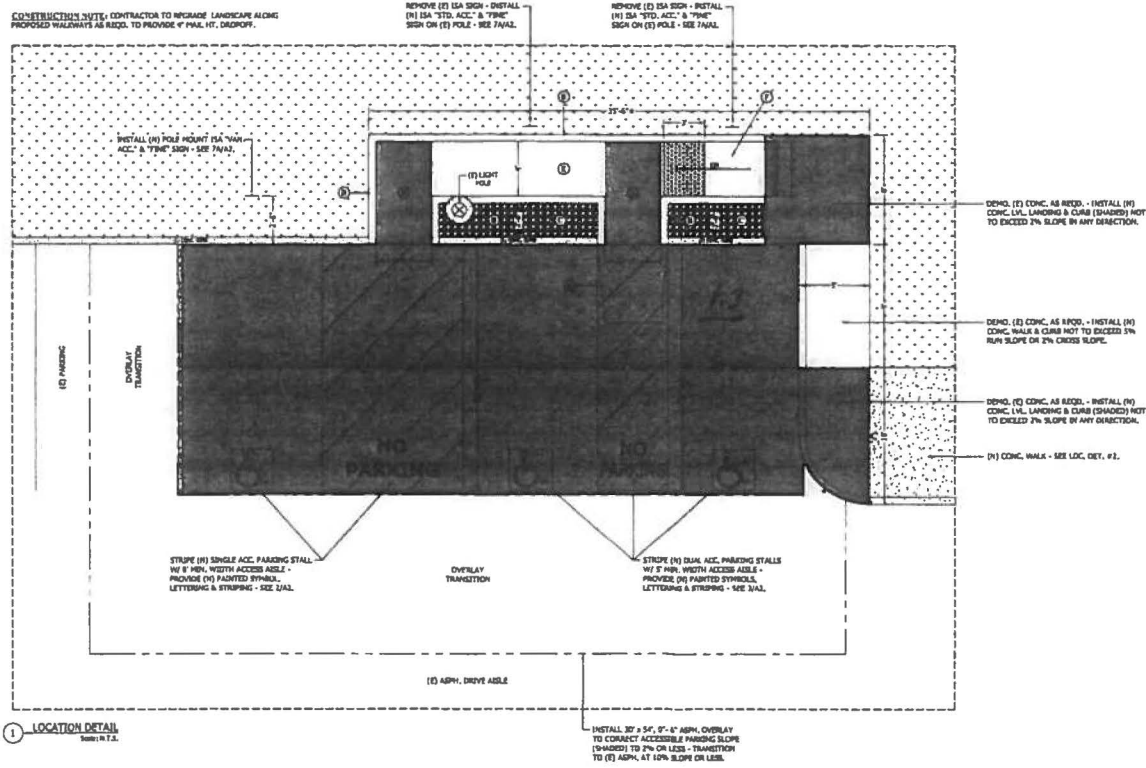 CONSTRUCTION NOTE: CONTRACTOR TO REGRADE LANDSCAPE ALONG
PROPOSED WALKWAYS AS REQD. TO PROVIDE 4" MAX. HT. DROPOFF.
REMOVE (E) ISA SIGN - INSTALL
(N) ISA "STD. ACC." & "FINE"
SIGN ON (E) POLE - SEE 7/A2.
REMOVE (E) ISA SIGN - INSTALL
(N) ISA "STD. ACC." & "FINE"
SIGN ON (E) POLE - SEE 7/A2.
INSTALL (N) POLE MOUNT ISA "VAN
ACC." & "FINE" SIGN - SEE 7/A2.
(E) LIGHT
POLE
DEMO. (E) CONC. AS REQD. - INSTALL (N)
CONC. LVL. LANDING & CURB (SHADED) NOT
TO EXCEED 2% SLOPE IN ANY DIRECTION.
DEMO. (E) CONC. AS REQD. - INSTALL (N)
CONC. WALK & CURB NOT TO EXCEED 5%
RUN SLOPE OR 2% CROSS SLOPE.
DEMO. (E) CONC. AS REQD. - INSTALL (N)
CONC. LVL. LANDING & CURB (SHADED) NOT
TO EXCEED 2% SLOPE IN ANY DIRECTION.
(N) CONC. WALK - SEE LOC. DET. #2.
(E) PARKING
OVERLAY
TRANSITION
1.3
NO
PARKING
NO
PARKING
STRIPE (N) SINGLE ACC. PARKING STALL
W/ 8' MIN. WIDTH ACCESS AISLE -
PROVIDE (N) PAINTED SYMBOL,
LETTERING & STRIPING - SEE 2/A2.
OVERLAY
TRANSITION
STRIPE (N) DUAL ACC. PARKING STALLS
W/ 5' MIN. WIDTH ACCESS AISLE -
PROVIDE (N) PAINTED SYMBOLS,
LETTERING & STRIPING - SEE 3/A2.
(E) ASPH. DRIVE AISLE
INSTALL 30' x 54', 0"- 6" ASPH. OVERLAY
TO CORRECT ACCESSIBLE PARKING SLOPE
(SHADED) TO 2% OR LESS - TRANSITION
TO (E) ASPH. AT 10% SLOPE OR LESS.
1 LOCATION DETAIL
Scale: N.T.S.